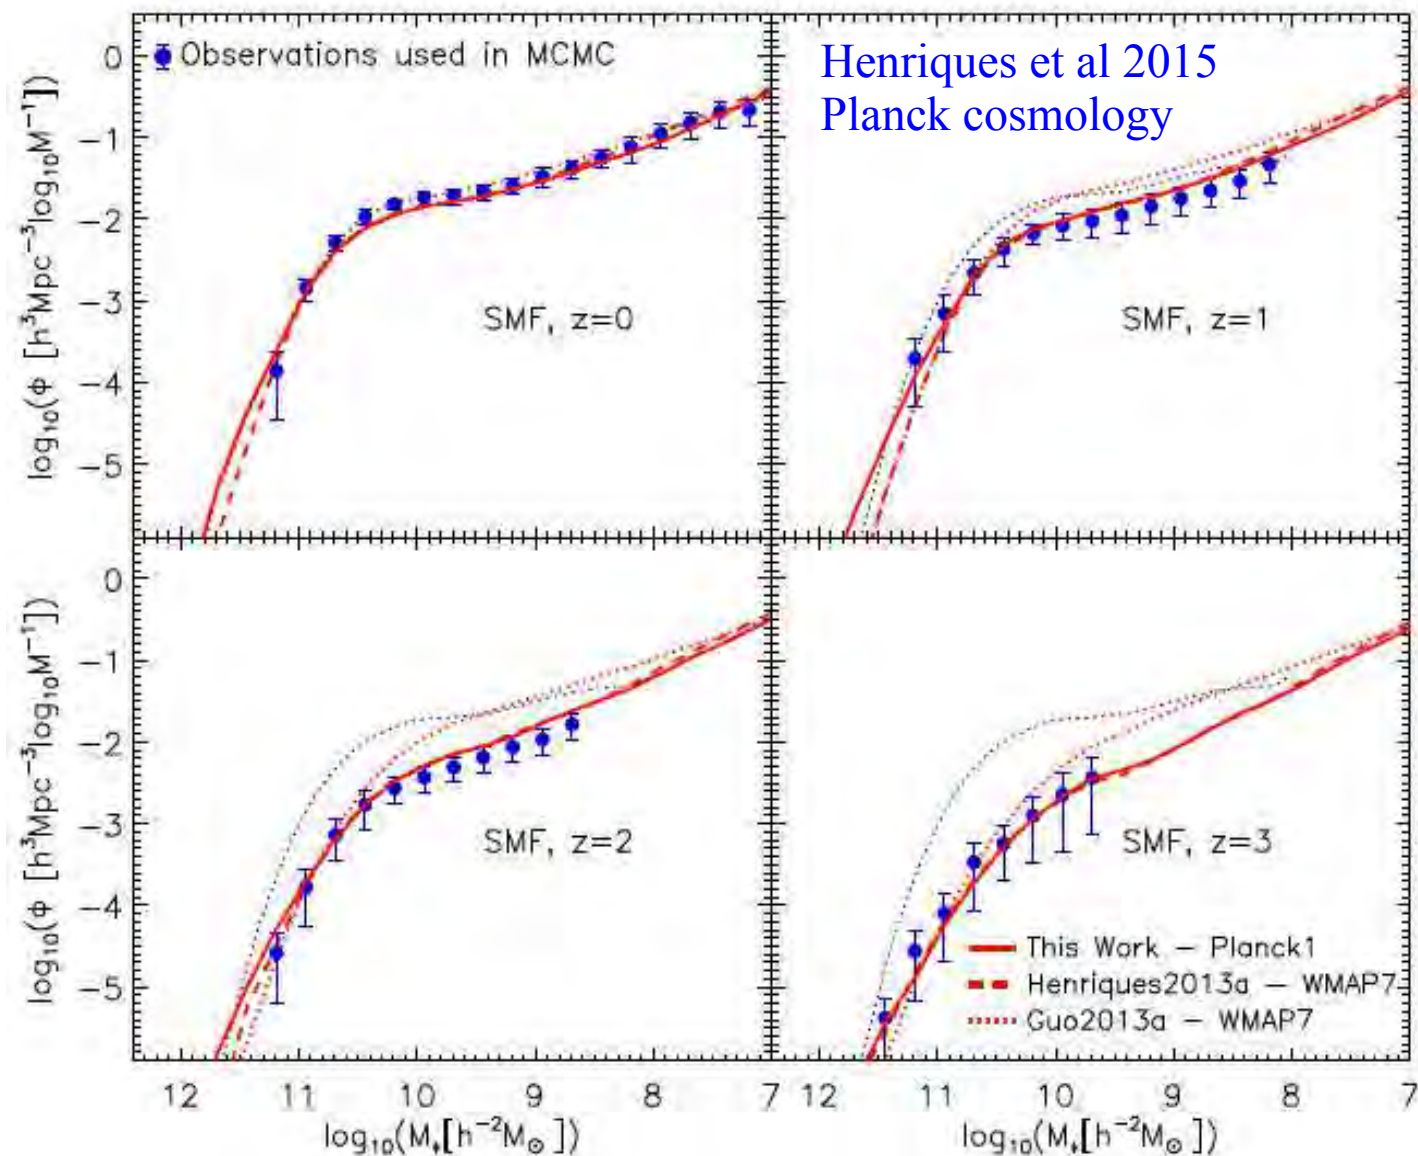 Observations used in MCMC
Henriques et al 2015
Planck cosmology
0
−1
−2
−3
−4
−5
log₁₀(ϕ [h³Mpc⁻³log₁₀M⁻¹])
SMF, z=0
SMF, z=1
0
−1
−2
−3
−4
−5
log₁₀(ϕ [h³Mpc⁻³log₁₀M⁻¹])
SMF, z=2
SMF, z=3
This Work − Planck1
Henriques2013a − WMAP7
Guo2013a − WMAP7
12 11 10 9 8 7 12 11 10 9 8 7
log₁₀(M⋆[h⁻²M☉]) log₁₀(M⋆[h⁻²M☉])